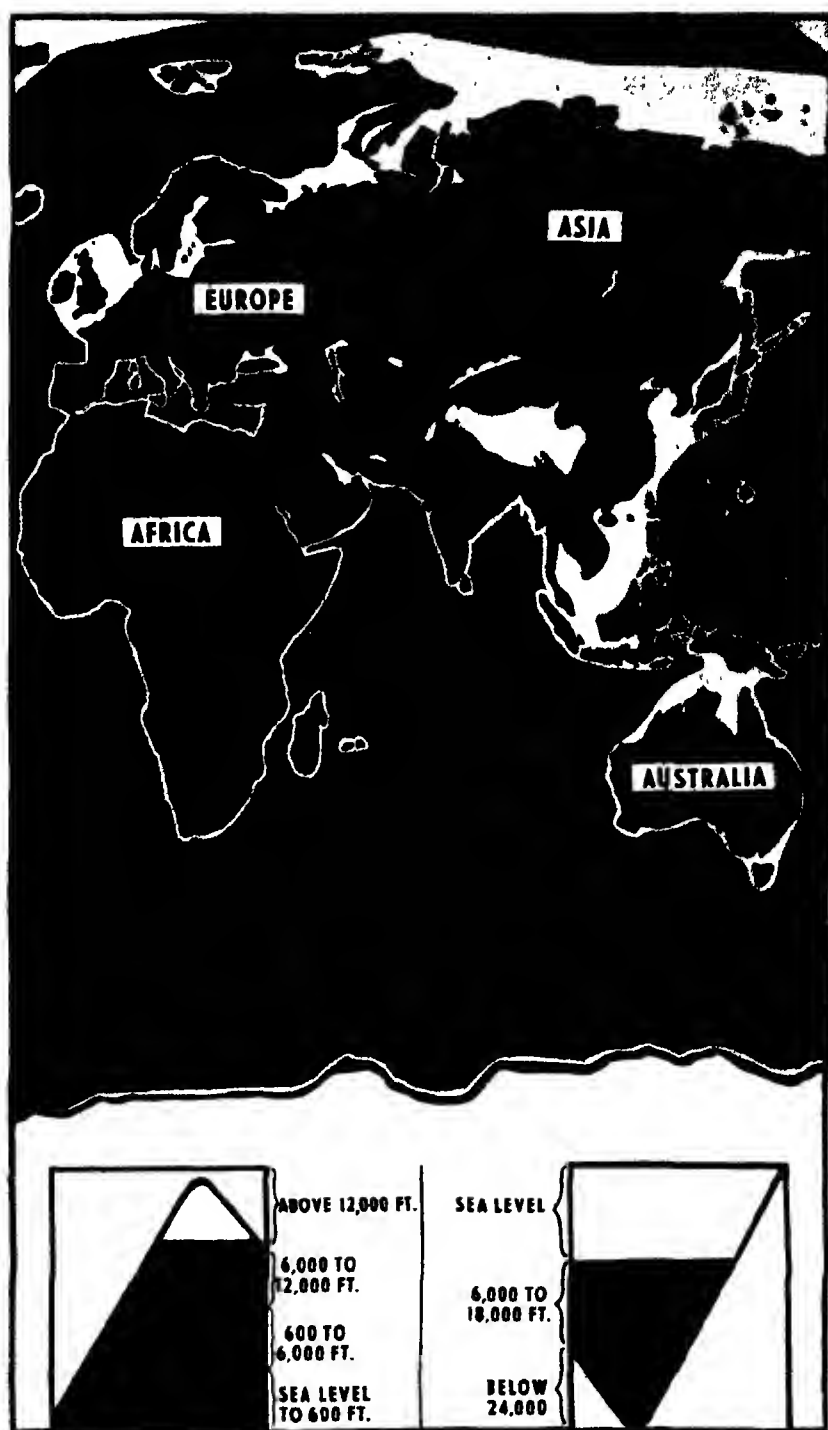 ASIA
EUROPE
AFRICA
AUSTRALIA
ABOVE 12,000 FT.
6,000 TO
12,000 FT.
600 TO
6,000 FT.
SEA LEVEL
TO 600 FT.
SEA LEVEL
6,000 TO
18,000 FT.
BELOW
24,000